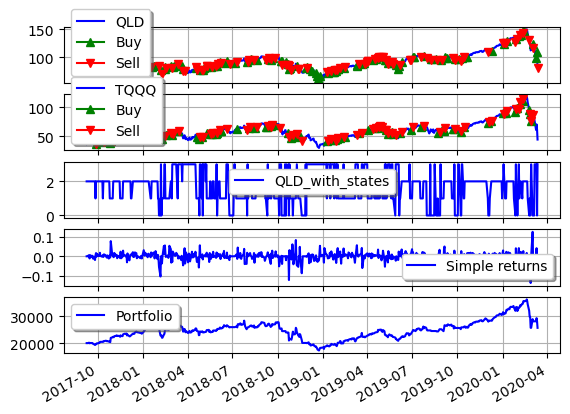 QLD
Buy
Sell
150
100
TQQQ
Buy
Sell
100
50
QLD_with_states
2
0
0.1
0.0
−0.1
Simple returns
Portfolio
30000
20000
2017-10 2018-01 2018-04 2018-07 2018-10 2019-01 2019-04 2019-07 2019-10 2020-01 2020-04